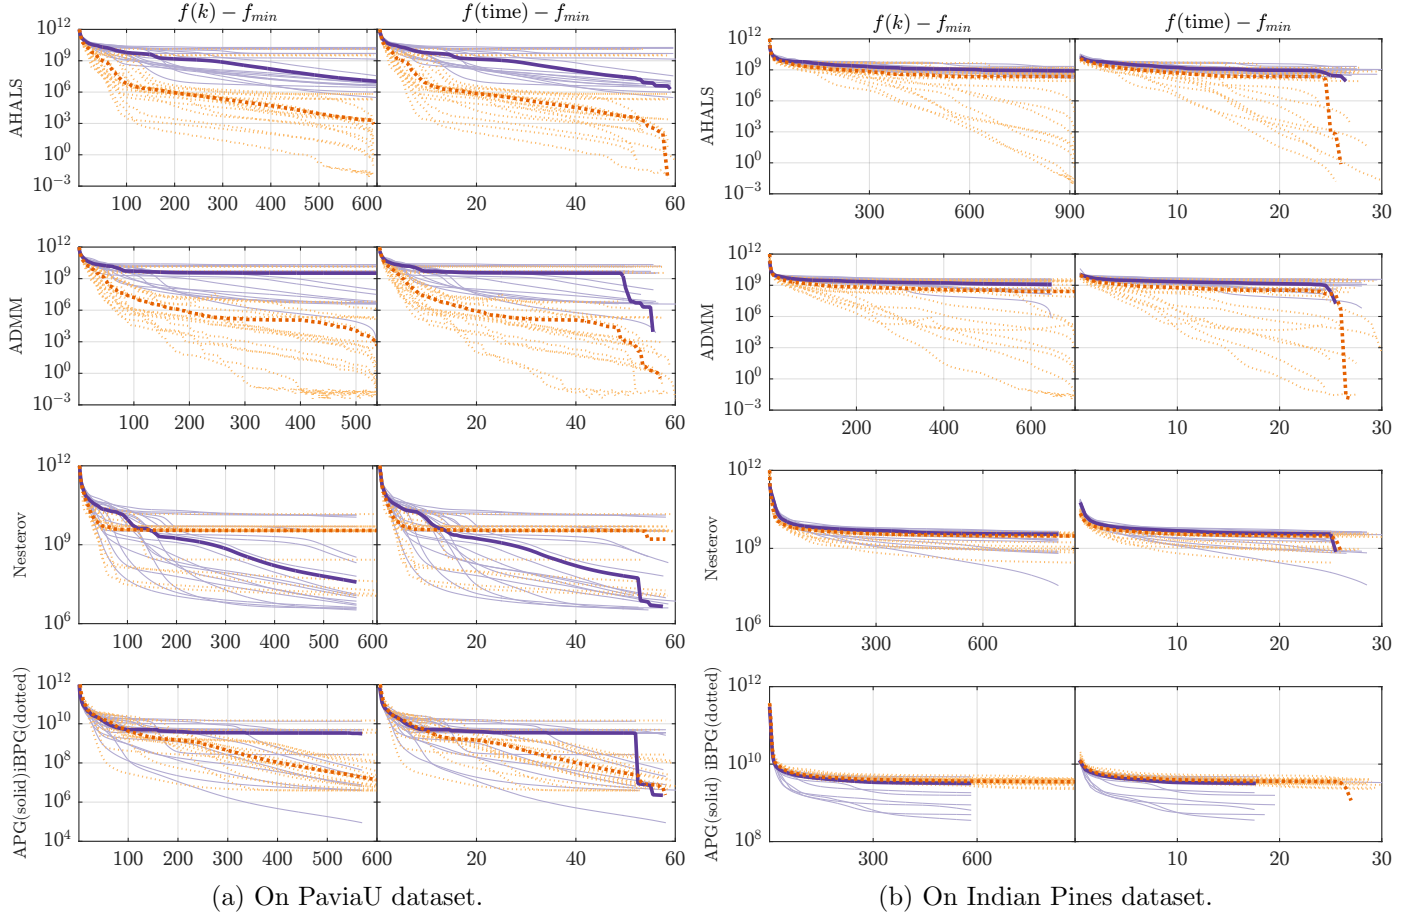 f(k) − f_min f(time) − f_min
10^12
10^9
10^6
10^3
10^0
10^−3
AHALS
100 200 300 400 500 600 20 40 60
10^12
10^9
10^6
10^3
10^0
10^−3
ADMM
100 200 300 400 500 20 40 60
10^12
10^9
10^6
Nesterov
100 200 300 400 500 600 20 40 60
10^12
10^10
10^8
10^6
10^4
APG(solid)iBPG(dotted)
100 200 300 400 500 600 20 40 60
(a) On PaviaU dataset.
f(k) − f_min f(time) − f_min
10^12
10^9
10^6
10^3
10^0
10^−3
AHALS
300 600 900 10 20 30
10^12
10^9
10^6
10^3
10^0
10^−3
ADMM
200 400 600 10 20 30
10^12
10^9
10^6
Nesterov
300 600 10 20 30
10^12
10^10
10^8
APG(solid) iBPG(dotted)
300 600 10 20 30
(b) On Indian Pines dataset.